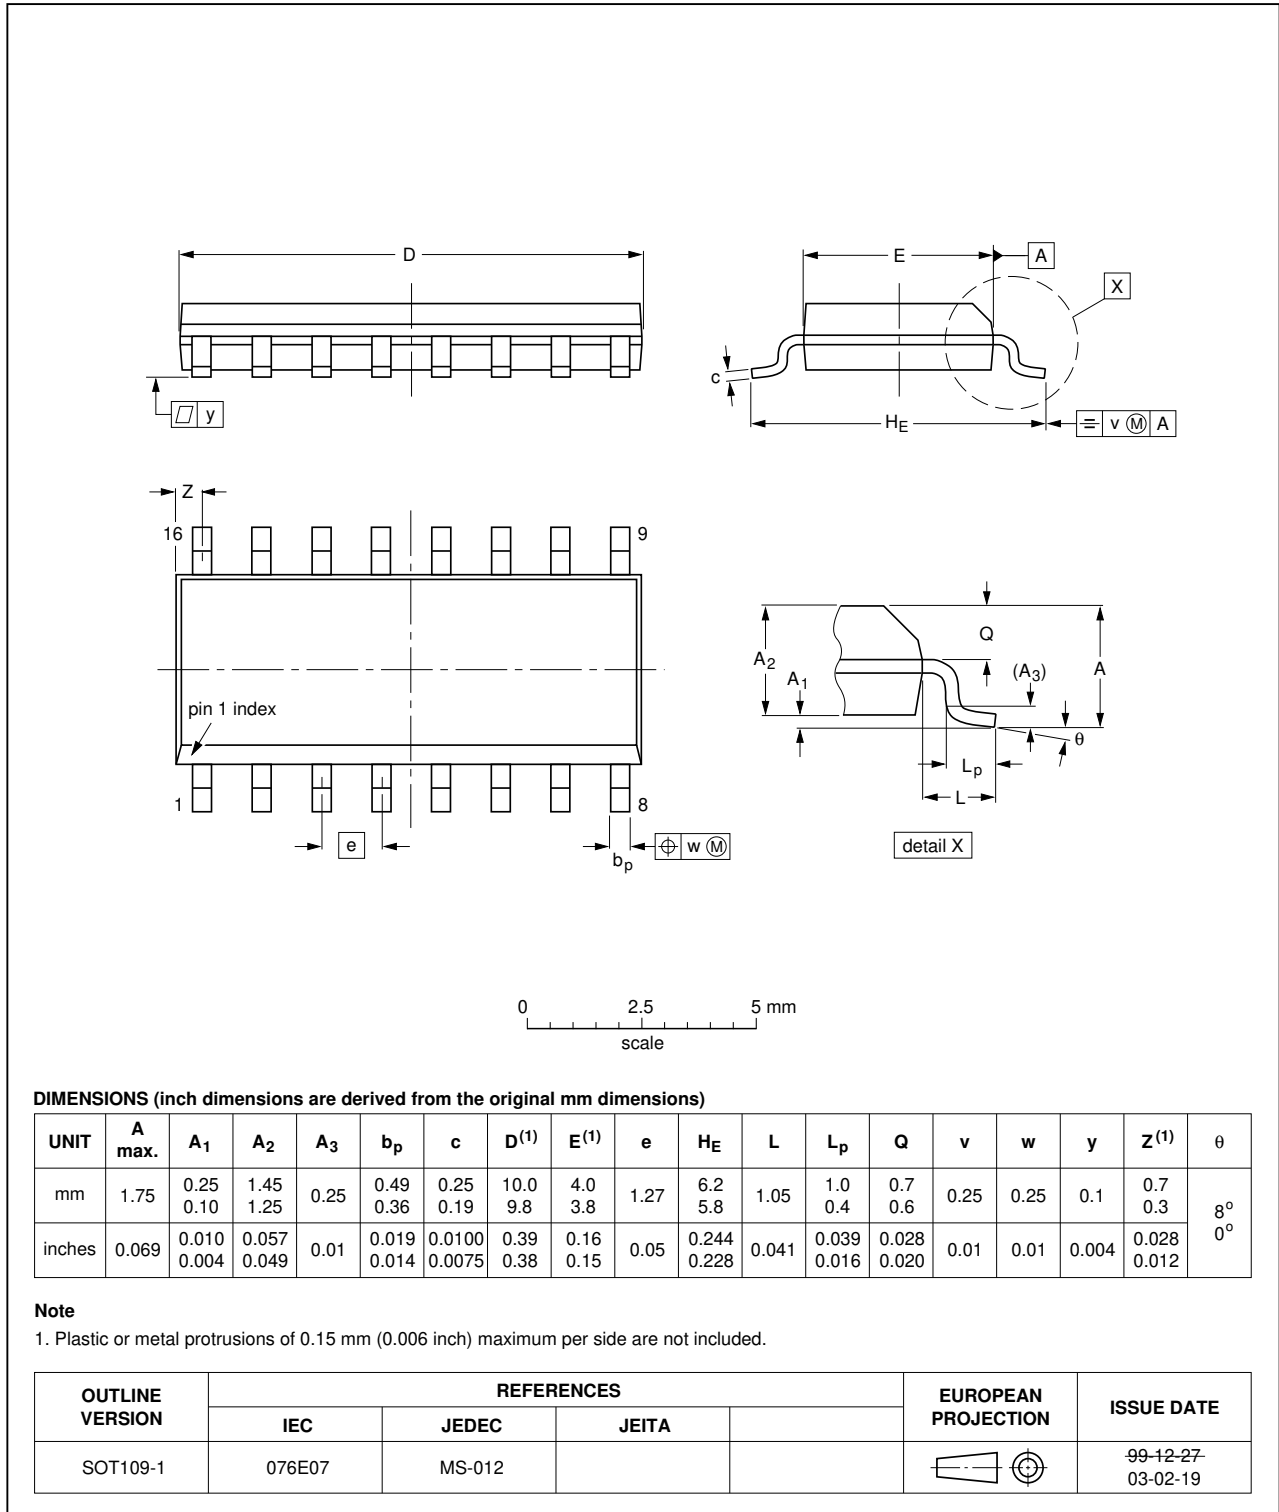 D
E
A
X
c
y
HE
v M A
Z
16
9
pin 1 index
1
8
e
bp
w M
Q
A2
A1
(A3)
A
θ
Lp
L
detail X
0 2.5 5 mm
scale
DIMENSIONS (inch dimensions are derived from the original mm dimensions)
UNIT A max. A1 A2 A3 bp c D(1) E(1) e HE L Lp Q v w y Z(1) θ
mm 1.75 0.25 0.10 1.45 1.25 0.25 0.49 0.36 0.25 0.19 10.0 9.8 4.0 3.8 1.27 6.2 5.8 1.05 1.0 0.4 0.7 0.6 0.25 0.25 0.1 0.7 0.3 8o 0o
inches 0.069 0.010 0.004 0.057 0.049 0.01 0.019 0.014 0.0100 0.0075 0.39 0.38 0.16 0.15 0.05 0.244 0.228 0.041 0.039 0.016 0.028 0.020 0.01 0.01 0.004 0.028 0.012
Note
1. Plastic or metal protrusions of 0.15 mm (0.006 inch) maximum per side are not included.
OUTLINE VERSION REFERENCES EUROPEAN PROJECTION ISSUE DATE
IEC JEDEC JEITA
SOT109-1 076E07 MS-012 99-12-27
03-02-19